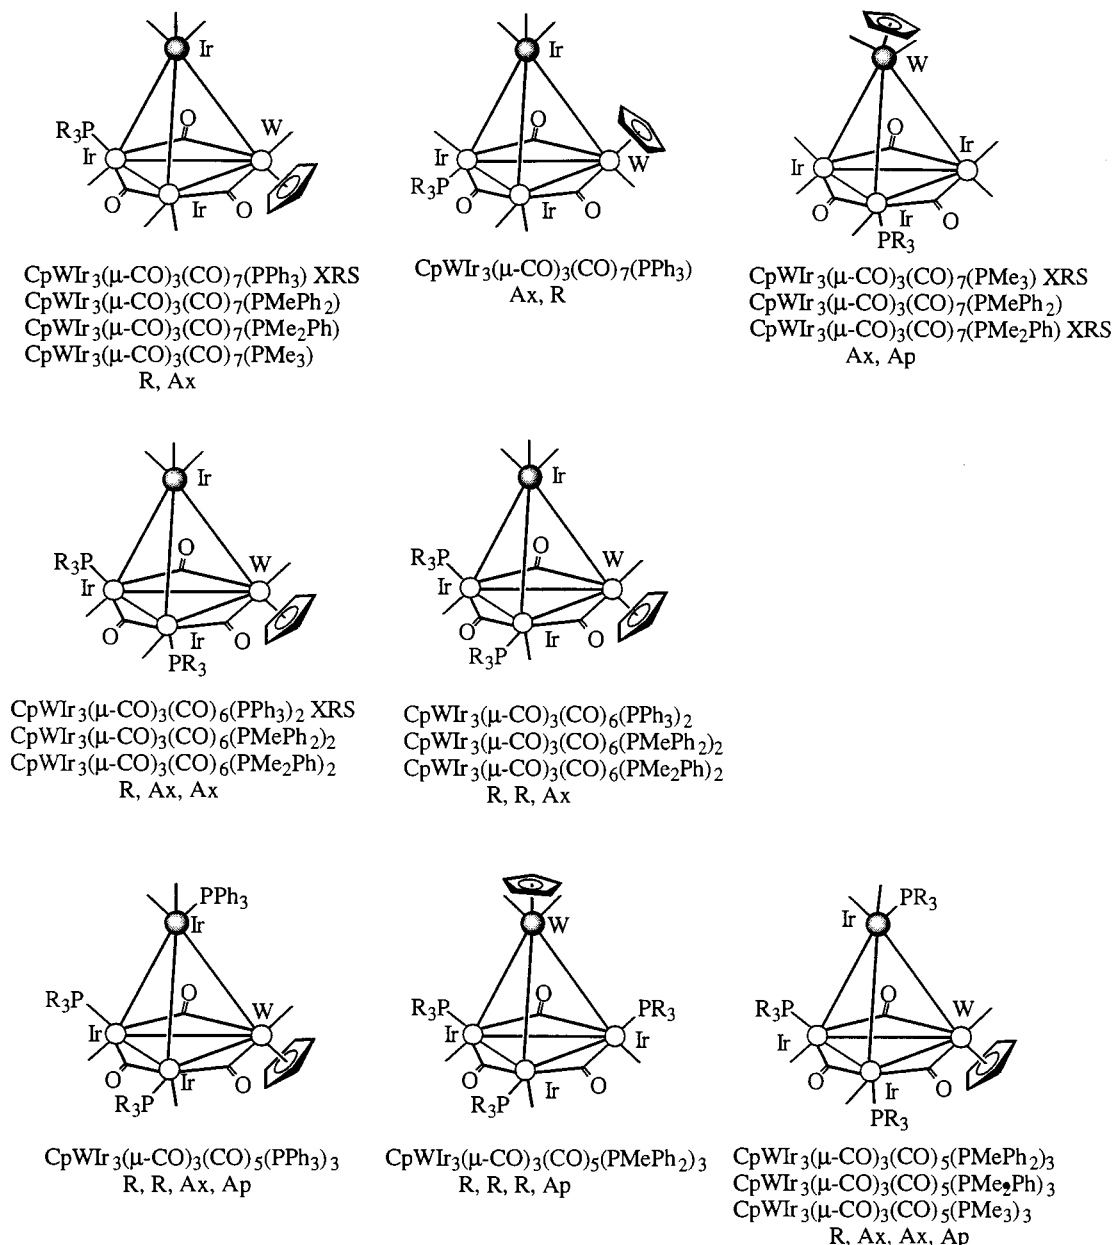 Ir
Ir
W
O
W
R₃P
O
W
O
Ir
Ir
Ir
Ir
R₃P
W
Ir
O
Ir
O
O
Ir
O
O
Ir
O
PR₃
CpWIr₃(μ-CO)₃(CO)₇(PPh₃) XRS
CpWIr₃(μ-CO)₃(CO)₇(PMePh₂)
CpWIr₃(μ-CO)₃(CO)₇(PMe₂Ph)
CpWIr₃(μ-CO)₃(CO)₇(PMe₃)
R, Ax
CpWIr₃(μ-CO)₃(CO)₇(PPh₃)
Ax, R
CpWIr₃(μ-CO)₃(CO)₇(PMe₃) XRS
CpWIr₃(μ-CO)₃(CO)₇(PMePh₂)
CpWIr₃(μ-CO)₃(CO)₇(PMe₂Ph) XRS
Ax, Ap
Ir
Ir
R₃P
O
W
R₃P
O
W
Ir
Ir
O
Ir
O
O
Ir
O
PR₃
R₃P
CpWIr₃(μ-CO)₃(CO)₆(PPh₃)₂ XRS
CpWIr₃(μ-CO)₃(CO)₆(PMePh₂)₂
CpWIr₃(μ-CO)₃(CO)₆(PMe₂Ph)₂
R, Ax, Ax
CpWIr₃(μ-CO)₃(CO)₆(PPh₃)₂
CpWIr₃(μ-CO)₃(CO)₆(PMePh₂)₂
CpWIr₃(μ-CO)₃(CO)₆(PMe₂Ph)₂
R, R, Ax
PPh₃
Ir
W
Ir
PR₃
R₃P
O
W
Ir
O
Ir
O
R₃P
R₃P
O
PR₃
Ir
Ir
O
Ir
O
R₃P
R₃P
O
W
Ir
O
Ir
O
PR₃
CpWIr₃(μ-CO)₃(CO)₅(PPh₃)₃
R, R, Ax, Ap
CpWIr₃(μ-CO)₃(CO)₅(PMePh₂)₃
R, R, R, Ap
CpWIr₃(μ-CO)₃(CO)₅(PMePh₂)₃
CpWIr₃(μ-CO)₃(CO)₅(PMe₂Ph)₃
CpWIr₃(μ-CO)₃(CO)₅(PMe₃)₃
R, Ax, Ax, Ap